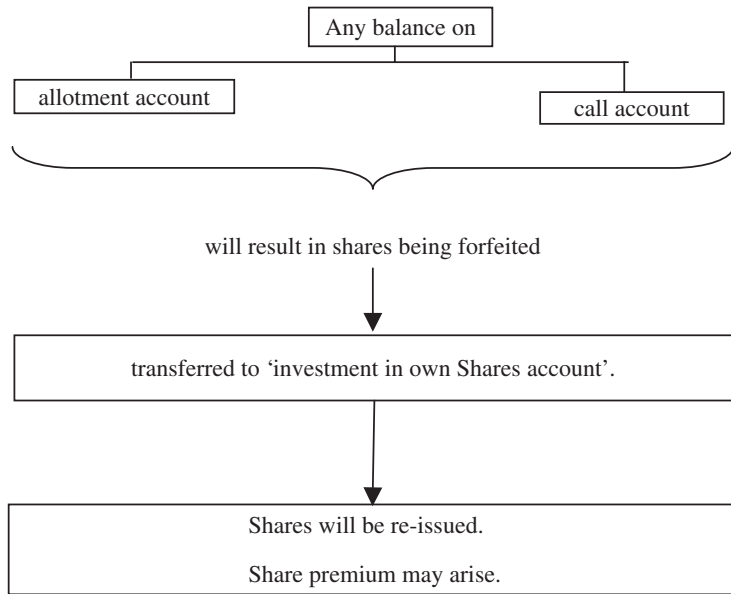 Any balance on
allotment account
call account
will result in shares being forfeited
transferred to ‘investment in own Shares account’.
Shares will be re-issued.
Share premium may arise.